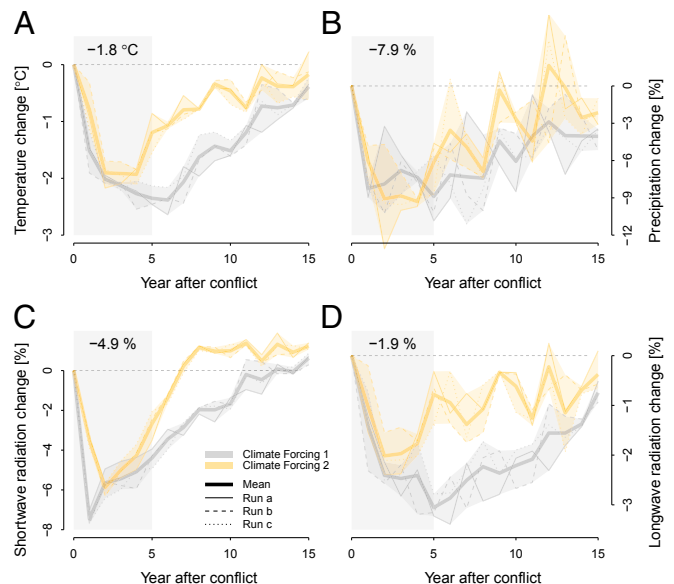 A
−1.8 °C
Temperature change [°C]
0
-1
−2
−3
0 5 10 15
Year after conflict
B
−7.9 %
Precipitation change [%]
0
−3
−6
−9
−12
0 5 10 15
Year after conflict
C
−4.9 %
Shortwave radiation change [%]
0
−2
−4
−6
−8
0 5 10 15
Year after conflict
Climate Forcing 1
Climate Forcing 2
Mean
Run a
Run b
Run c
D
−1.9 %
Longwave radiation change [%]
0
−1
−2
−3
0 5 10 15
Year after conflict